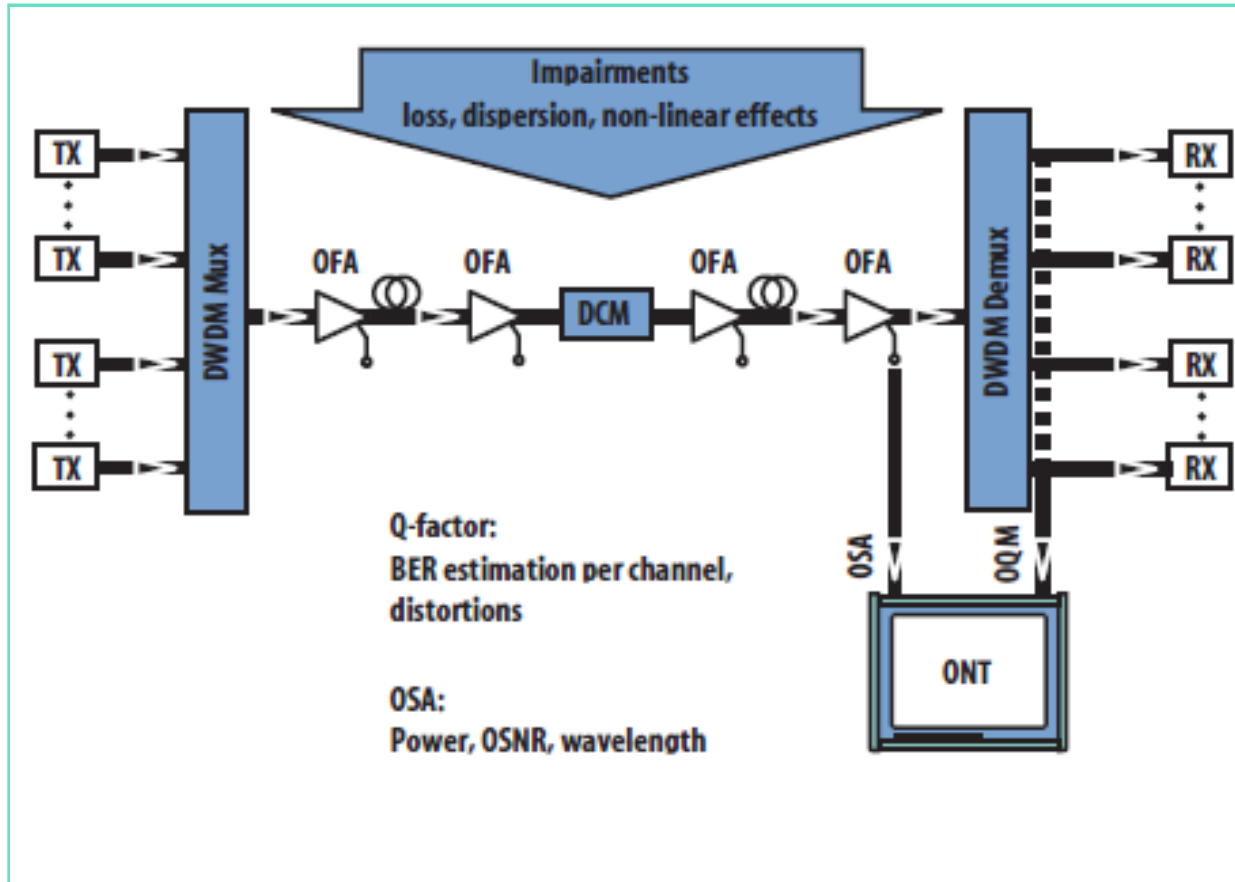 Impairments
loss, dispersion, non-linear effects
TX
TX
TX
TX
DWDM Mux
OFA
OFA
DCM
OFA
OFA
DWDM Demux
RX
RX
RX
RX
Q-factor:
BER estimation per channel,
distortions
OSA:
Power, OSNR, wavelength
OSA
OQM
ONT